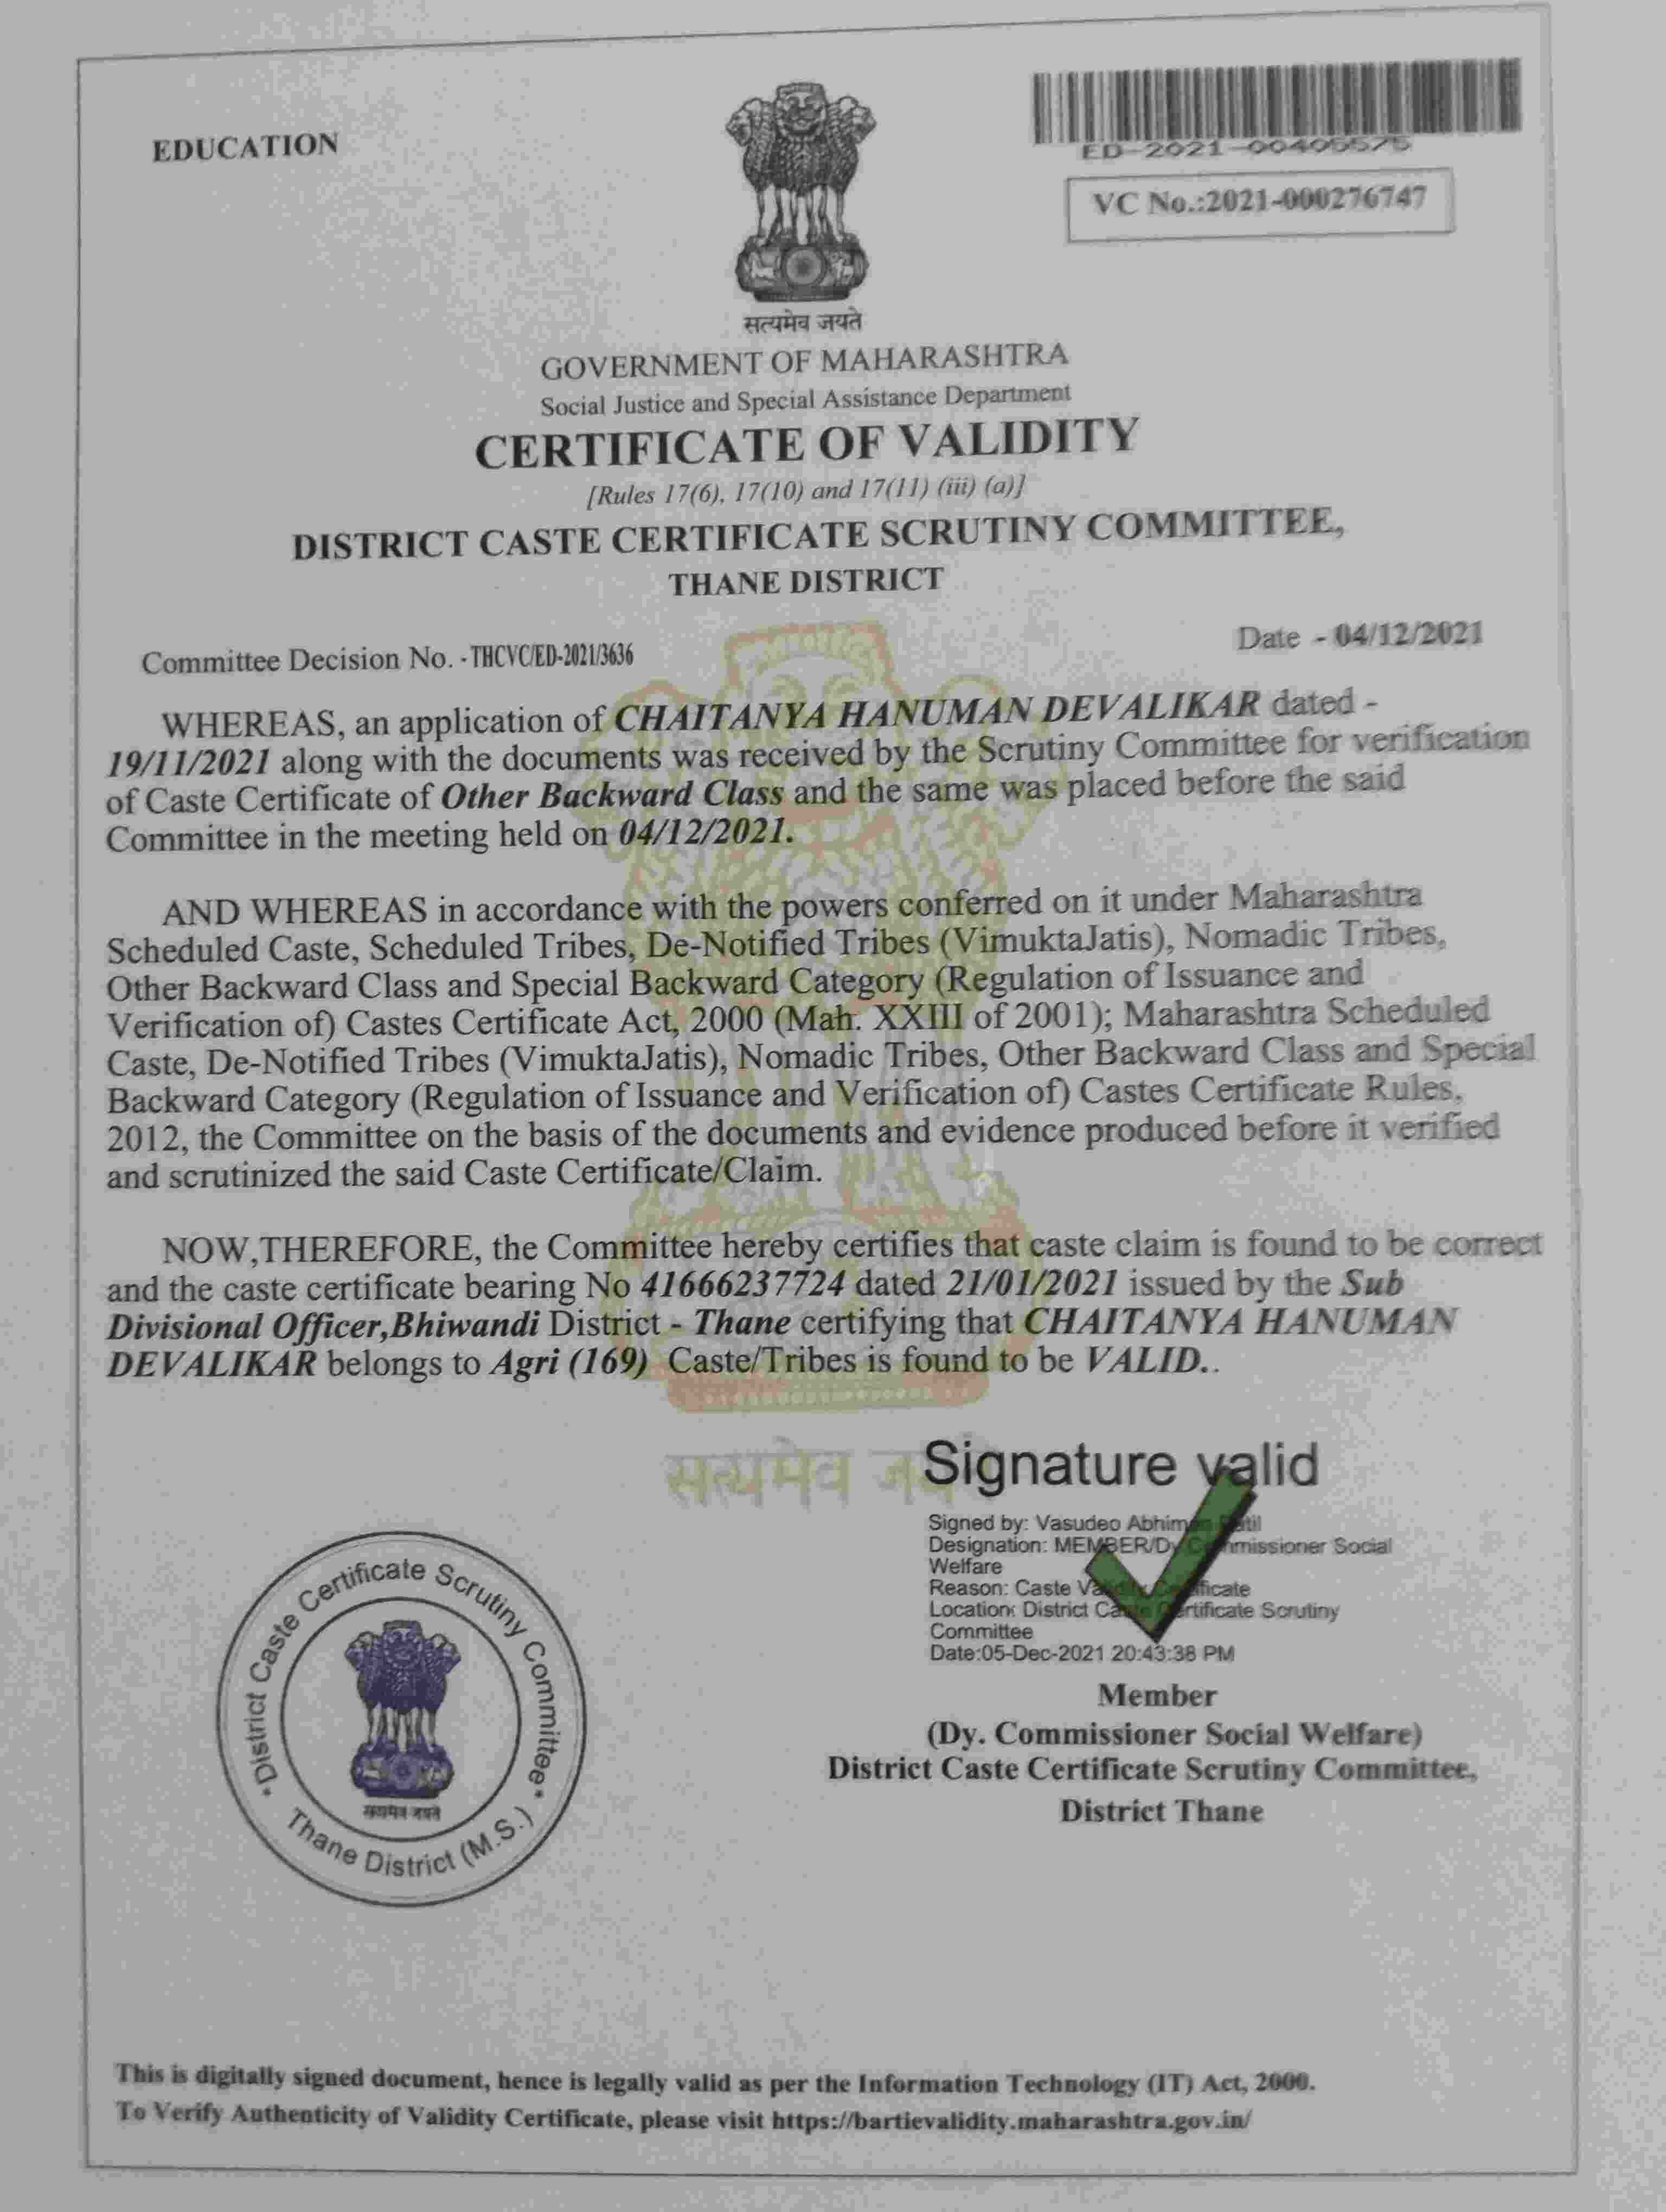 EDUCATION
ED-2021-00405575
VC No.:2021-000276747
सत्यमेव जयते
GOVERNMENT OF MAHARASHTRA
Social Justice and Special Assistance Department
CERTIFICATE OF VALIDITY
[Rules 17(6), 17(10) and 17(11) (iii) (a)]
DISTRICT CASTE CERTIFICATE SCRUTINY COMMITTEE,
THANE DISTRICT
Committee Decision No. - THCVC/ED-2021/3636
Date - 04/12/2021
WHEREAS, an application of CHAITANYA HANUMAN DEVALIKAR dated -
19/11/2021 along with the documents was received by the Scrutiny Committee for verification
of Caste Certificate of Other Backward Class and the same was placed before the said
Committee in the meeting held on 04/12/2021.
AND WHEREAS in accordance with the powers conferred on it under Maharashtra
Scheduled Caste, Scheduled Tribes, De-Notified Tribes (VimuktaJatis), Nomadic Tribes,
Other Backward Class and Special Backward Category (Regulation of Issuance and
Verification of) Castes Certificate Act, 2000 (Mah. XXIII of 2001); Maharashtra Scheduled
Caste, De-Notified Tribes (VimuktaJatis), Nomadic Tribes, Other Backward Class and Special
Backward Category (Regulation of Issuance and Verification of) Castes Certificate Rules,
2012, the Committee on the basis of the documents and evidence produced before it verified
and scrutinized the said Caste Certificate/Claim.
NOW,THEREFORE, the Committee hereby certifies that caste claim is found to be correct
and the caste certificate bearing No 41666237724 dated 21/01/2021 issued by the Sub
Divisional Officer,Bhiwandi District - Thane certifying that CHAITANYA HANUMAN
DEVALIKAR belongs to Agri (169) Caste/Tribes is found to be VALID..
सत्यमेव
Signature valid
Signed by: Vasudeo
Designation: MEMBER/Dy Commissioner Social
Welfare
Reason: Caste Validity Certificate
Location: District Caste Certificate Scrutiny
Committee
Date:05-Dec-2021 20:43:38 PM
Member
(Dy. Commissioner Social Welfare)
District Caste Certificate Scrutiny Committee,
District Thane
*District Caste Certificate Scrutiny Committee*
सत्यमेव जयते
Thane District (M.S.)
This is digitally signed document, hence is legally valid as per the Information Technology (IT) Act, 2000.
To Verify Authenticity of Validity Certificate, please visit https://bartievalidity.maharashtra.gov.in/